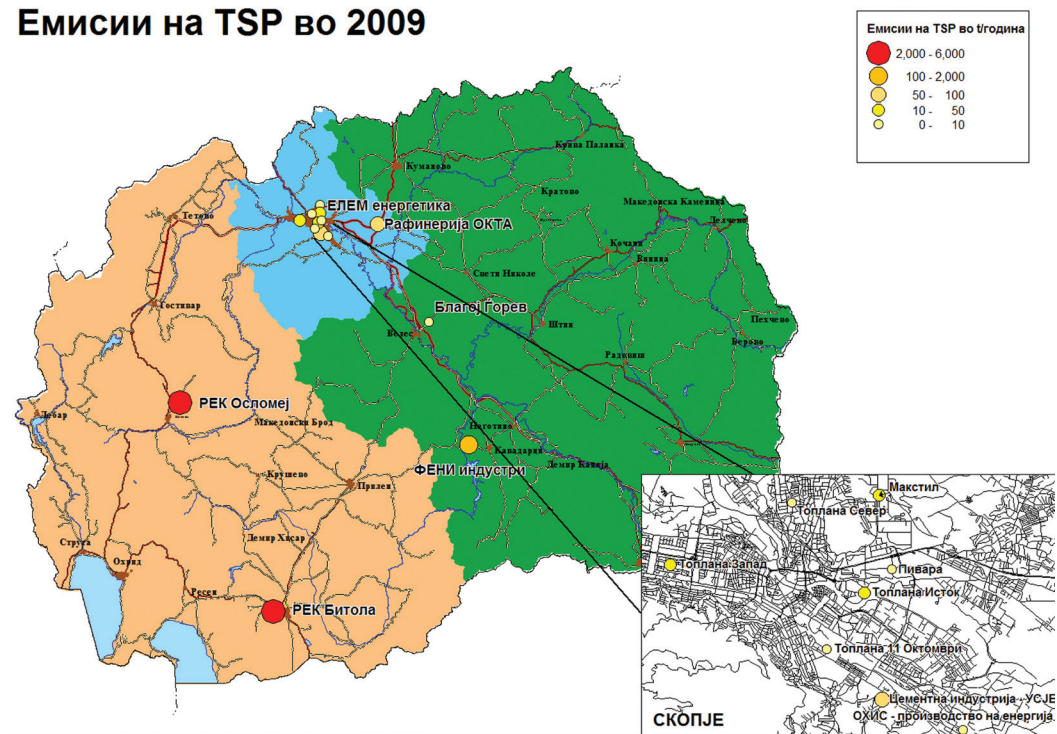 Емисии на TSP во 2009
Емисии на TSP во t/година
2,000 - 6,000
100 - 2,000
50 - 100
10 - 50
0 - 10
Куманово
Крива Паланка
Кратово
Македонска Каменица
Делчево
Тетово
ЕЛЕМ енергетика
Рафинерија ОКТА
Кочани
Виница
Свети Николе
Гостивар
Благој Ѓорев
Велес
Штип
Пехчево
Берово
Радовиш
РЕК Осломеј
Дебар
Македонски Брод
Неготино
Кавадарци
ФЕНИ индустри
Демир Капија
Крушево
Прилеп
Демир Хисар
Струга
Охрид
Ресен
РЕК Битола
Макстил
Топлана Север
Топлана Запад
Пивара
Топлана Исток
Топлана 11 Октомври
Цементна индустрија - УСЈЕ
ОХИС - производство на енергија
СКОПЈЕ